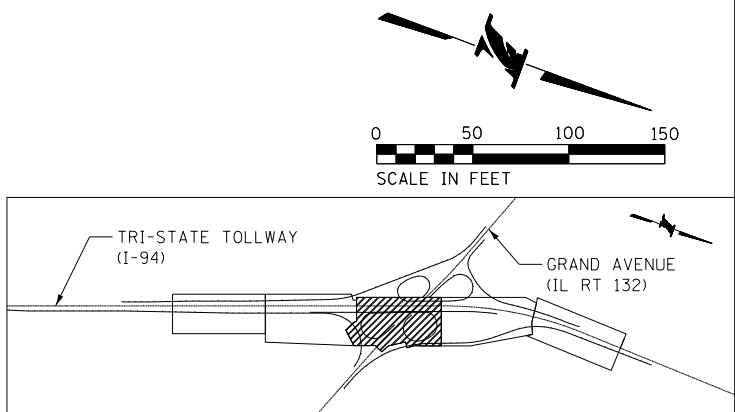 0 50 100 150
SCALE IN FEET
TRI-STATE TOLLWAY
(I-94)
GRAND AVENUE
(IL RT 132)